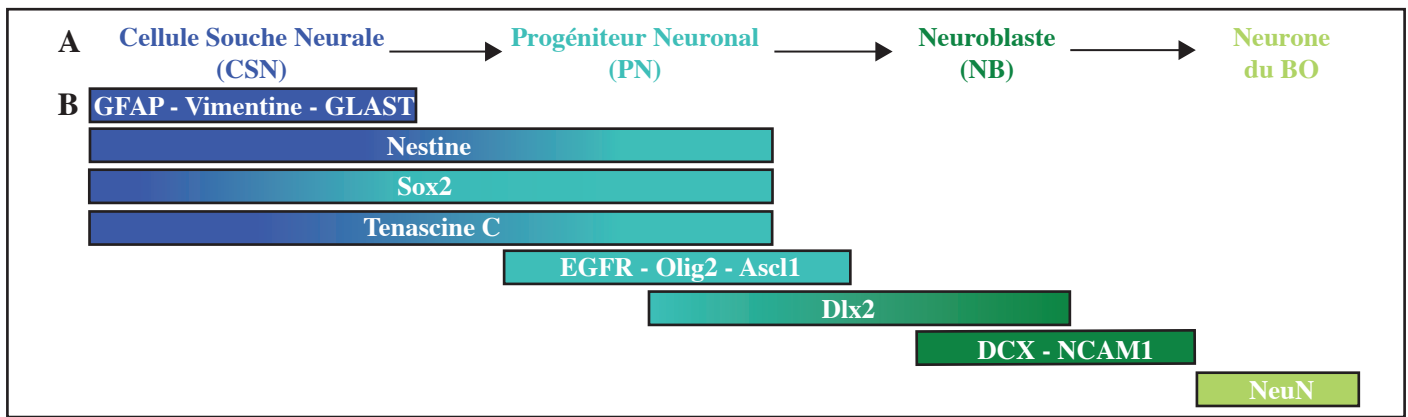 A
Cellule Souche Neurale
(CSN)
Progéniteur Neuronal
(PN)
Neuroblaste
(NB)
Neurone
du BO
B
GFAP - Vimentine - GLAST
Nestine
Sox2
Tenascine C
EGFR - Olig2 - Ascl1
Dlx2
DCX - NCAM1
NeuN